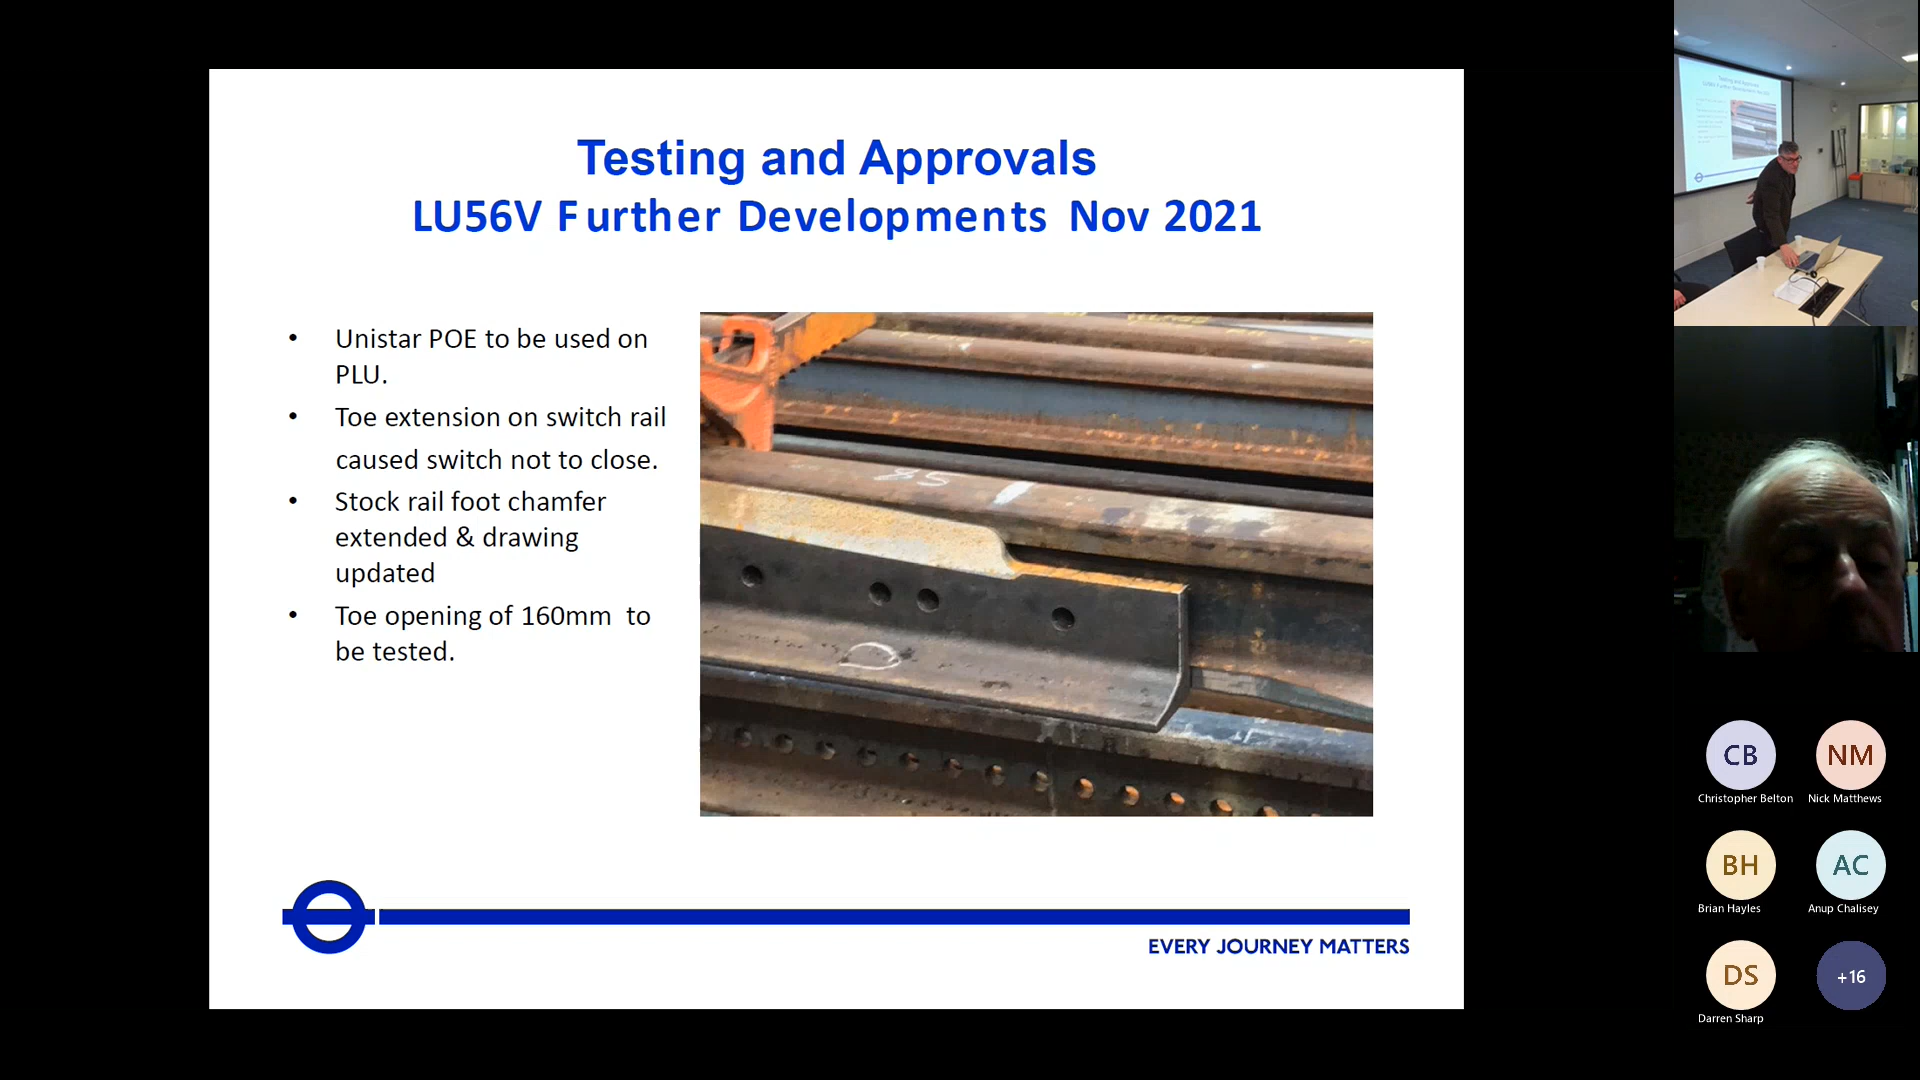 Testing and Approvals
LU56V Further Developments Nov 2021
• Unistar POE to be used on
PLU.
• Toe extension on switch rail
caused switch not to close.
• Stock rail foot chamfer
extended & drawing
updated
• Toe opening of 160mm to
be tested.
85
EVERY JOURNEY MATTERS
CB
NM
Christopher Belton
Nick Matthews
BH
AC
Brian Hayles
Anup Chalisey
DS
+16
Darren Sharp